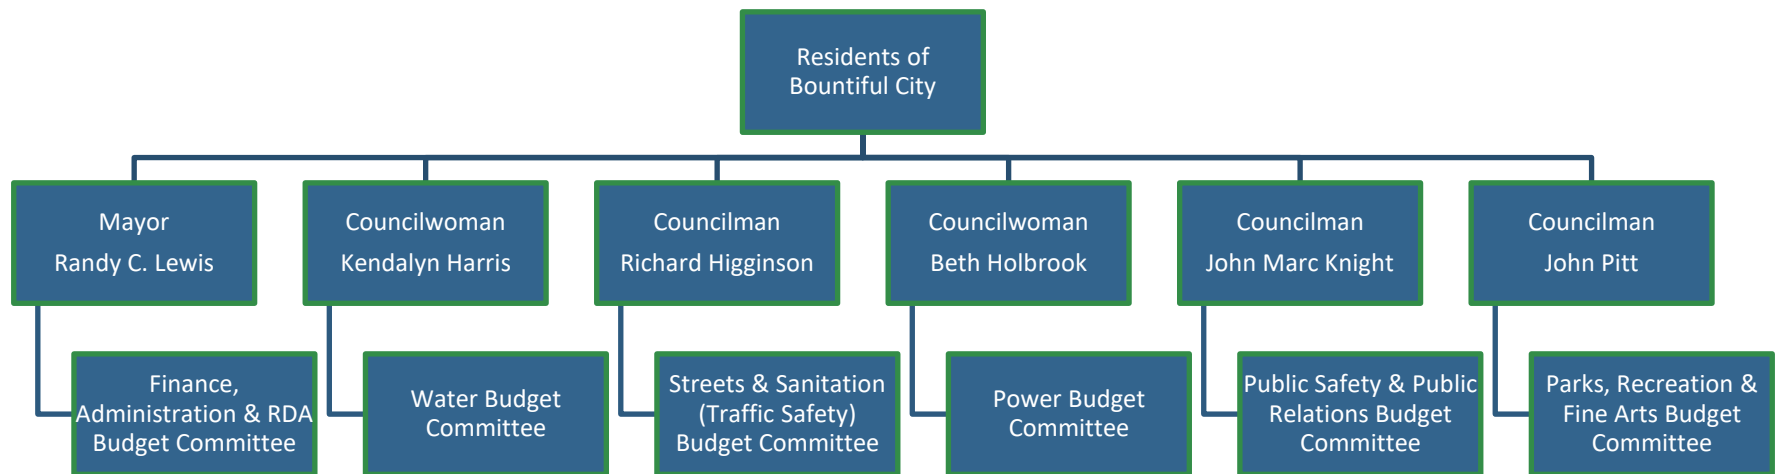 Residents of
Bountiful City
Mayor
Randy C. Lewis
Councilwoman
Kendalyn Harris
Councilman
Richard Higginson
Councilwoman
Beth Holbrook
Councilman
John Marc Knight
Councilman
John Pitt
Finance,
Administration & RDA
Budget Committee
Water Budget
Committee
Streets & Sanitation
(Traffic Safety)
Budget Committee
Power Budget
Committee
Public Safety & Public
Relations Budget
Committee
Parks, Recreation &
Fine Arts Budget
Committee